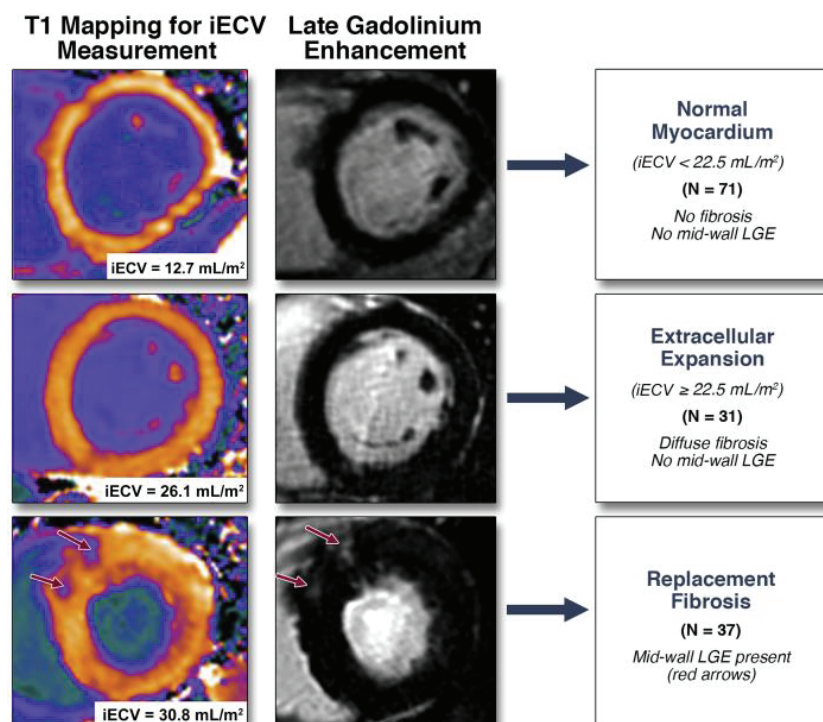 T1 Mapping for iECV
Measurement
Late Gadolinium
Enhancement
iECV = 12.7 mL/m²
Normal
Myocardium
(iECV < 22.5 mL/m²)
(N = 71)
No fibrosis
No mid-wall LGE
iECV = 26.1 mL/m²
Extracellular
Expansion
(iECV ≥ 22.5 mL/m²)
(N = 31)
Diffuse fibrosis
No mid-wall LGE
iECV = 30.8 mL/m²
Replacement
Fibrosis
(N = 37)
Mid-wall LGE present
(red arrows)